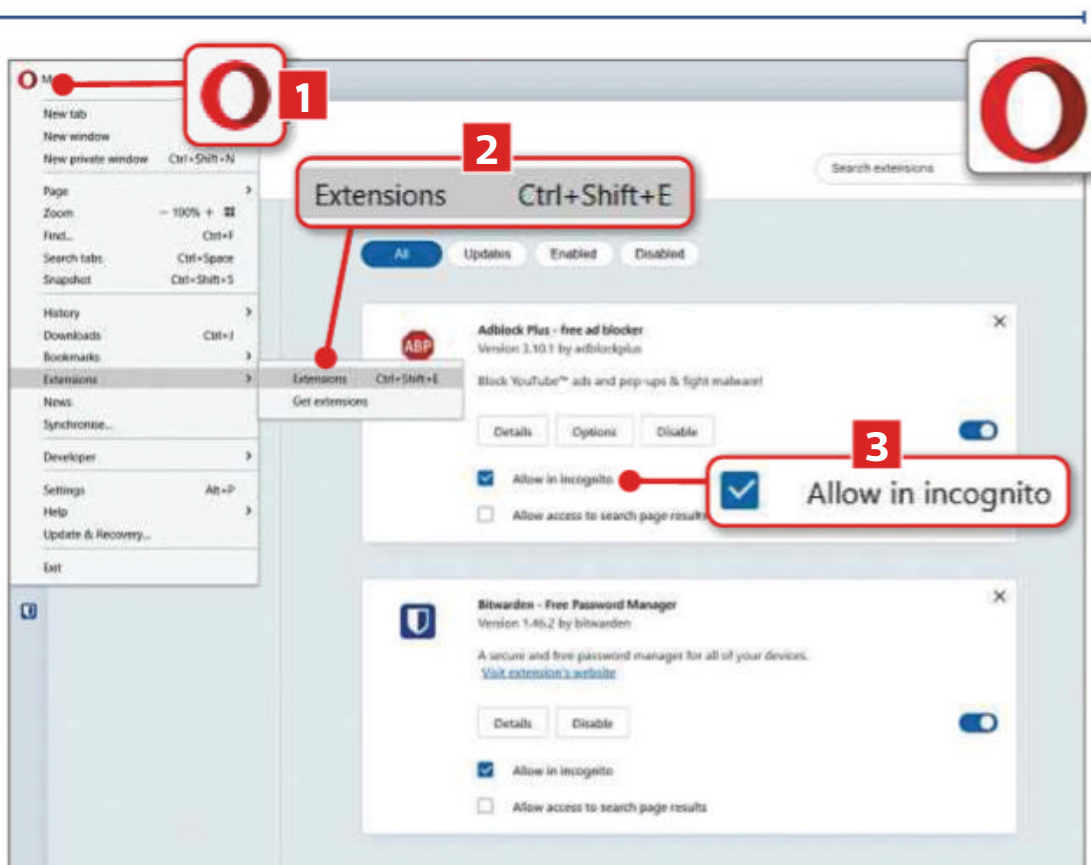 M
1
New tab
New window
New private window Ctrl+Shift+N
2
Extensions Ctrl+Shift+E
Search extensions
Page
Zoom - 100% +
Find... Ctrl+F
Search tabs Ctrl+Space
Snapshot Ctrl+Shift+5
All Updates Enabled Disabled
History
Downloads Ctrl+J
Bookmarks
Extensions
News
Synchronise...
Developer
Settings Alt+P
Help
Update & Recovery...
Exit
Extensions Ctrl+Shift+E
Get extensions
ABP
Adblock Plus - free ad blocker
Version 3.10.1 by adblockplus
Block YouTube™ ads and pop-ups & fight malware!
Details Options Disable
3
Allow in incognito
Allow in incognito
Allow access to search page results
Bitwarden - Free Password Manager
Version 1.46.2 by bitwarden
A secure and free password manager for all of your devices.
Visit extension's website
Details Disable
Allow in incognito
Allow access to search page results